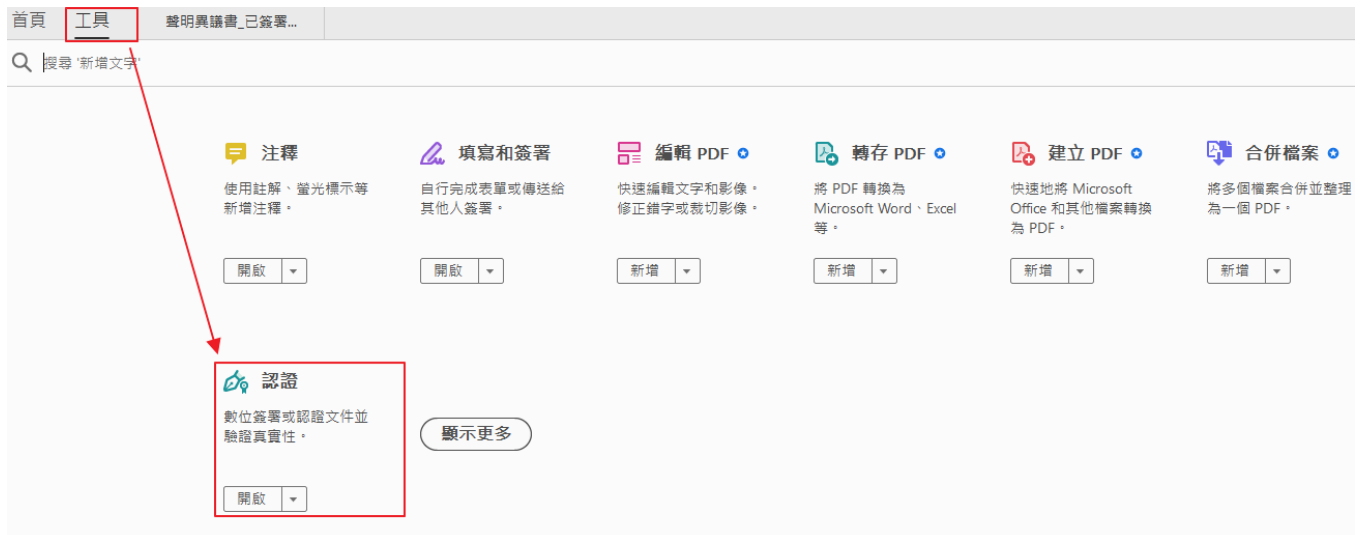 首頁 工具 聲明異議書_已簽署...
搜尋 '新增文字'
注釋
使用註解、螢光標示等
新增注釋。
開啟
填寫和簽署
自行完成表單或傳送給
其他人簽署。
開啟
編輯 PDF
快速編輯文字和影像。
修正錯字或裁切影像。
新增
轉存 PDF
將 PDF 轉換為
Microsoft Word、Excel
等。
新增
建立 PDF
快速地將 Microsoft
Office 和其他檔案轉換
為 PDF。
新增
合併檔案
將多個檔案合併並整理
為一個 PDF。
新增
認證
數位簽署或認證文件並
驗證真實性。
開啟
顯示更多